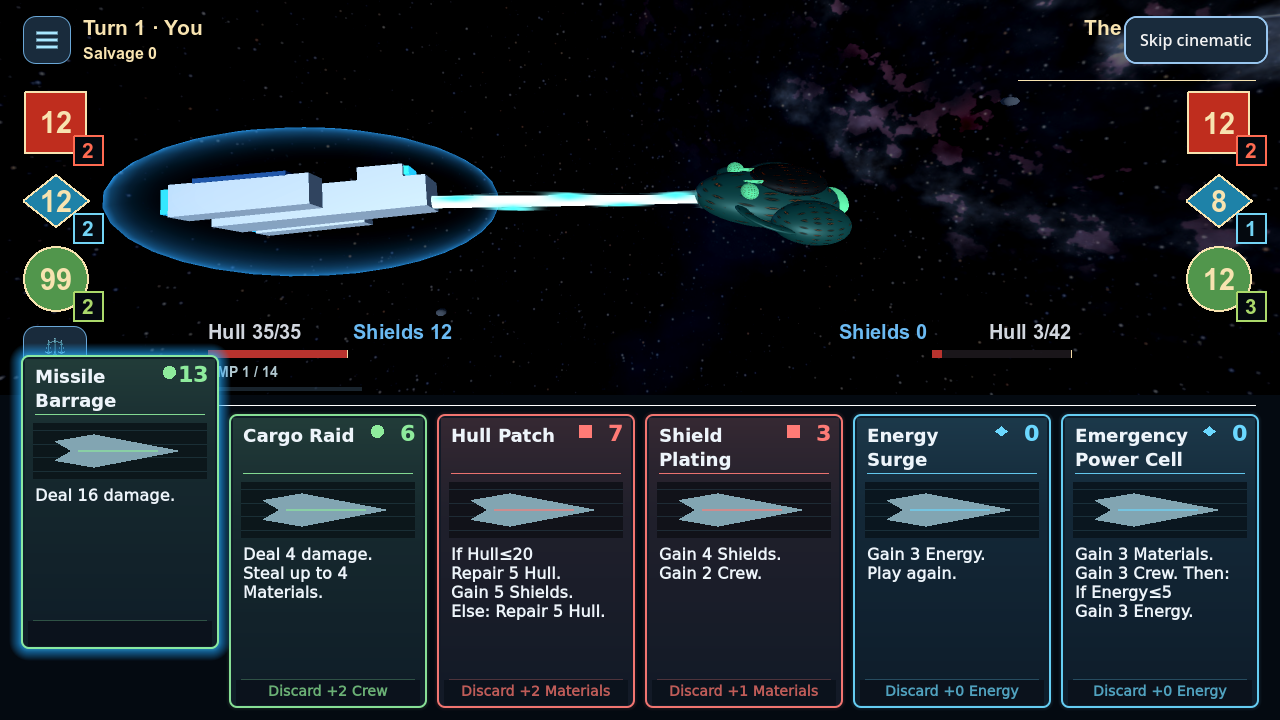 Turn 1 · You
Salvage 0
The
Skip cinematic
12
2
12
2
99
2
12
2
8
1
12
3
Hull 35/35
Shields 12
Shields 0
Hull 3/42
MP 1 / 14
Missile
Barrage
13
Deal 16 damage.
Cargo Raid
6
Deal 4 damage.
Steal up to 4
Materials.
Discard +2 Crew
Hull Patch
7
If Hull≤20
Repair 5 Hull.
Gain 5 Shields.
Else: Repair 5 Hull.
Discard +2 Materials
Shield
Plating
3
Gain 4 Shields.
Gain 2 Crew.
Discard +1 Materials
Energy
Surge
0
Gain 3 Energy.
Play again.
Discard +0 Energy
Emergency
Power Cell
0
Gain 3 Materials.
Gain 3 Crew. Then:
If Energy≤5
Gain 3 Energy.
Discard +0 Energy